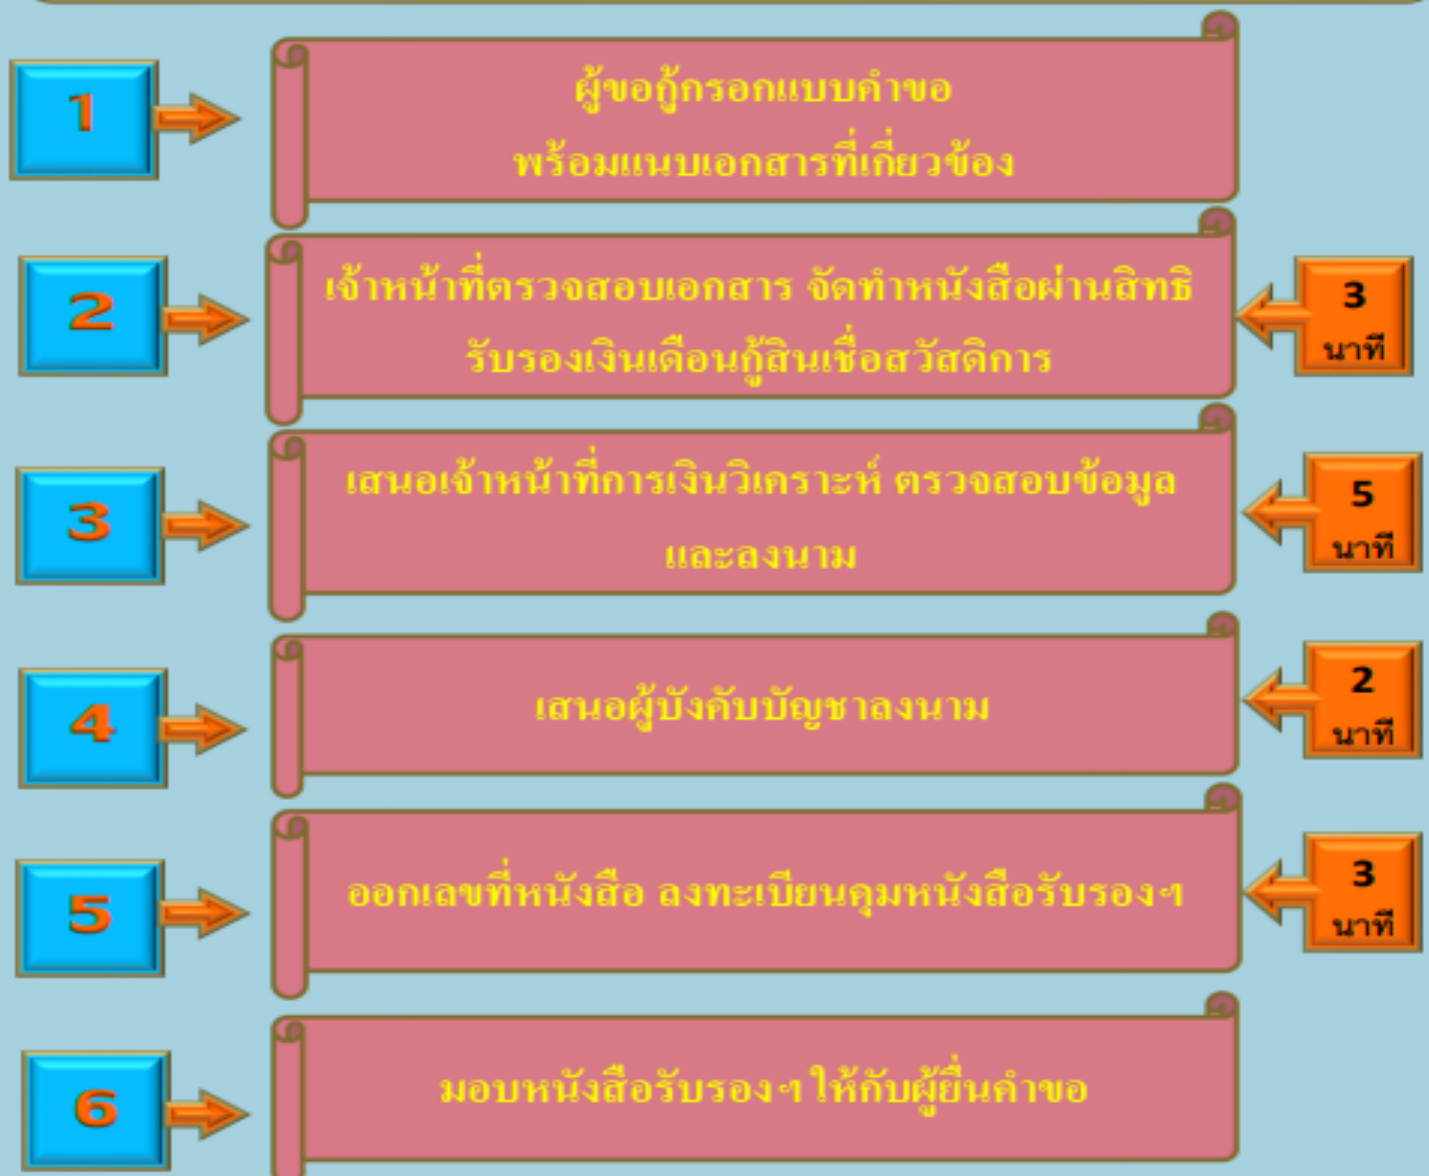 1
ผู้ขอกู้กรอกแบบคำขอ
พร้อมแนบเอกสารที่เกี่ยวข้อง
2
เจ้าหน้าที่ตรวจสอบเอกสาร จัดทำหนังสือผ่านสิทธิ
รับรองเงินเดือนกู้สินเชื่อสวัสดิการ
3
นาที
3
เสนอเจ้าหน้าที่การเงินวิเคราะห์ ตรวจสอบข้อมูล
และลงนาม
5
นาที
4
เสนอผู้บังคับบัญชาลงนาม
2
นาที
5
ออกเลขที่หนังสือ ลงทะเบียนคุมหนังสือรับรองฯ
3
นาที
6
มอบหนังสือรับรองฯ ให้กับผู้ยื่นคำขอ